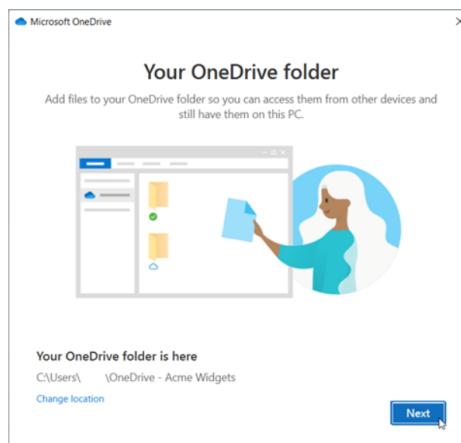 Microsoft OneDrive
Your OneDrive folder
Add files to your OneDrive folder so you can access them from other devices and
still have them on this PC.
Your OneDrive folder is here
C:\Users\ \OneDrive - Acme Widgets
Change location
Next